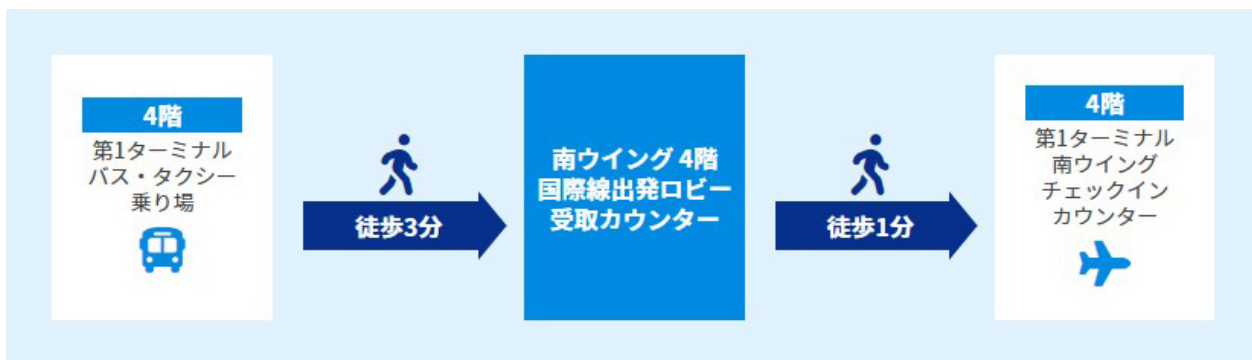 4階
第1ターミナル
バス・タクシー
乗り場
徒歩3分
南ウイング 4階
国際線出発ロビー
受取カウンター
徒歩1分
4階
第1ターミナル
南ウイング
チェックイン
カウンター